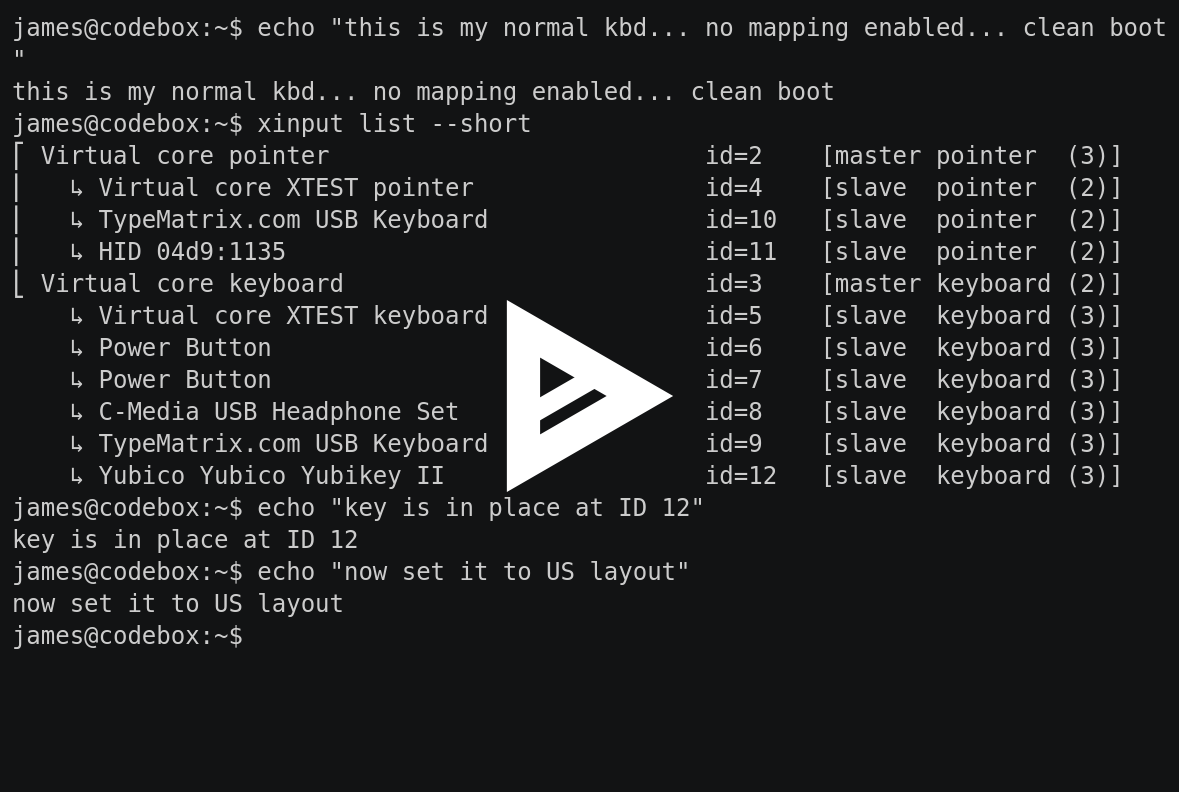 james@codebox:~$ echo "this is my normal kbd... no mapping enabled... clean boot
"
this is my normal kbd... no mapping enabled... clean boot
james@codebox:~$ xinput list --short
⎡ Virtual core pointer                          id=2    [master pointer  (3)]
⎜   ↳ Virtual core XTEST pointer                id=4    [slave  pointer  (2)]
⎜   ↳ TypeMatrix.com USB Keyboard               id=10   [slave  pointer  (2)]
⎜   ↳ HID 04d9:1135                             id=11   [slave  pointer  (2)]
⎣ Virtual core keyboard                         id=3    [master keyboard (2)]
    ↳ Virtual core XTEST keyboard               id=5    [slave  keyboard (3)]
    ↳ Power Button                              id=6    [slave  keyboard (3)]
    ↳ Power Button                              id=7    [slave  keyboard (3)]
    ↳ C-Media USB Headphone Set                 id=8    [slave  keyboard (3)]
    ↳ TypeMatrix.com USB Keyboard               id=9    [slave  keyboard (3)]
    ↳ Yubico Yubico Yubikey II                  id=12   [slave  keyboard (3)]
james@codebox:~$ echo "key is in place at ID 12"
key is in place at ID 12
james@codebox:~$ echo "now set it to US layout"
now set it to US layout
james@codebox:~$